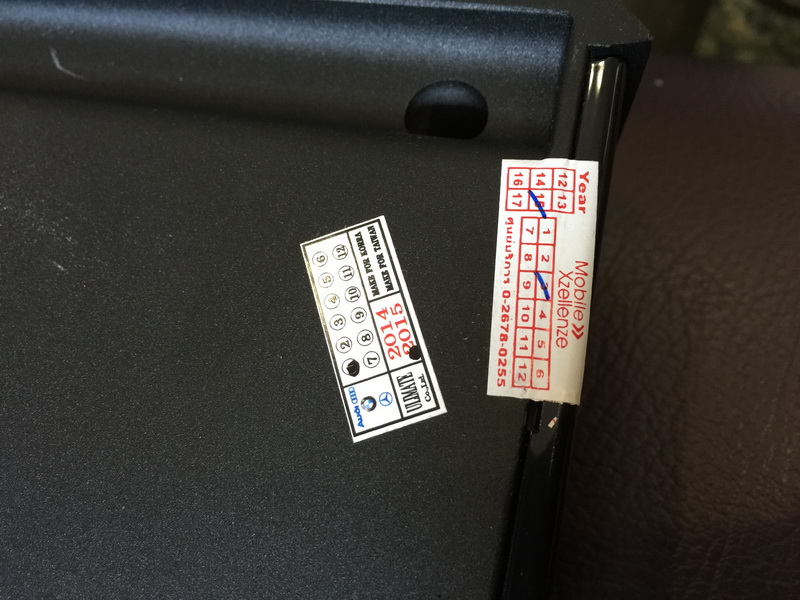 Year
12 13
14 15
16 17
Mobile
Xzellenze
1 2 3 4 5 6
7 8 9 10 11 12
ศูนย์บริการ 0-2678-0255
Audi
2 3 4 5 6
7 8 9 10 11 12
Co.,Ltd.
2014 MAKE FOR KOREA
2015 MAKE FOR TAIWAN